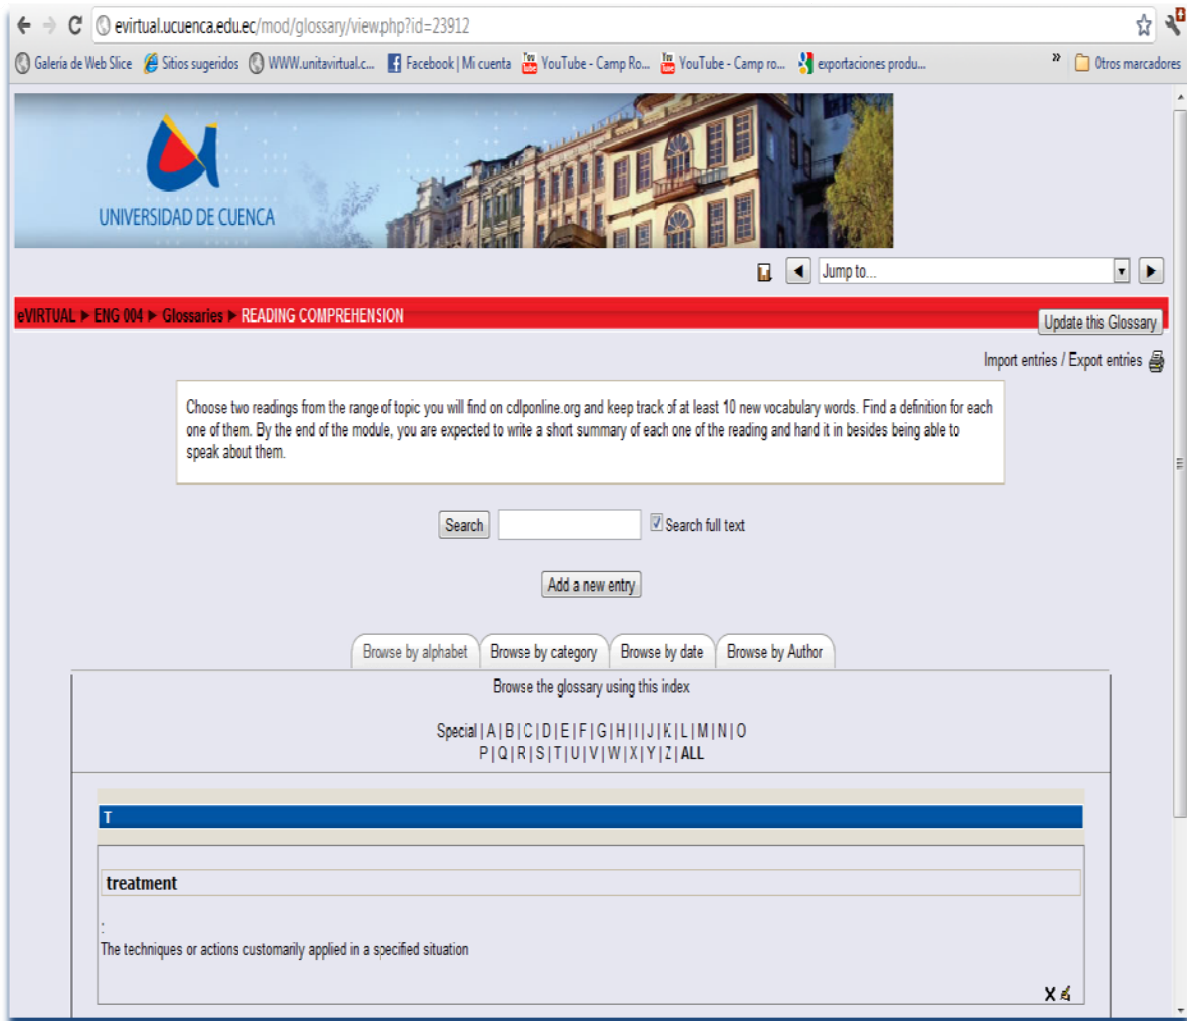 evirtual.ucuenca.edu.ec/mod/glossary/view.php?id=23912
Galería de Web Slice Sitios sugeridos WWW.unitavirtual.c... Facebook | Mi cuenta YouTube - Camp Ro... YouTube - Camp ro... exportaciones produ... » Otros marcadores
UNIVERSIDAD DE CUENCA
Jump to...
eVIRTUAL ► ENG 004 ► Glossaries ► READING COMPREHENSION
Update this Glossary
Import entries / Export entries
Choose two readings from the range of topic you will find on cdlponline.org and keep track of at least 10 new vocabulary words. Find a definition for each
one of them. By the end of the module, you are expected to write a short summary of each one of the reading and hand it in besides being able to
speak about them.
Search Search full text
Add a new entry
Browse by alphabet Browse by category Browse by date Browse by Author
Browse the glossary using this index
Special | A | B | C | D | E | F | G | H | I | J | K | L | M | N | O
P | Q | R | S | T | U | V | W | X | Y | Z | ALL
T
treatment
:
The techniques or actions customarily applied in a specified situation